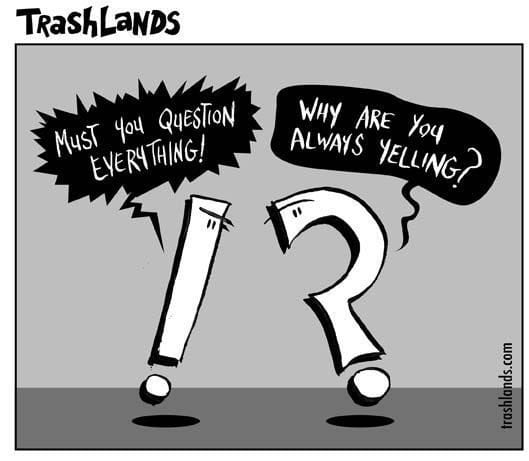 TRASHLANDS
MUST YOU QUESTION
EVERYTHING!
WHY ARE YOU
ALWAYS YELLING?
trashlands.com